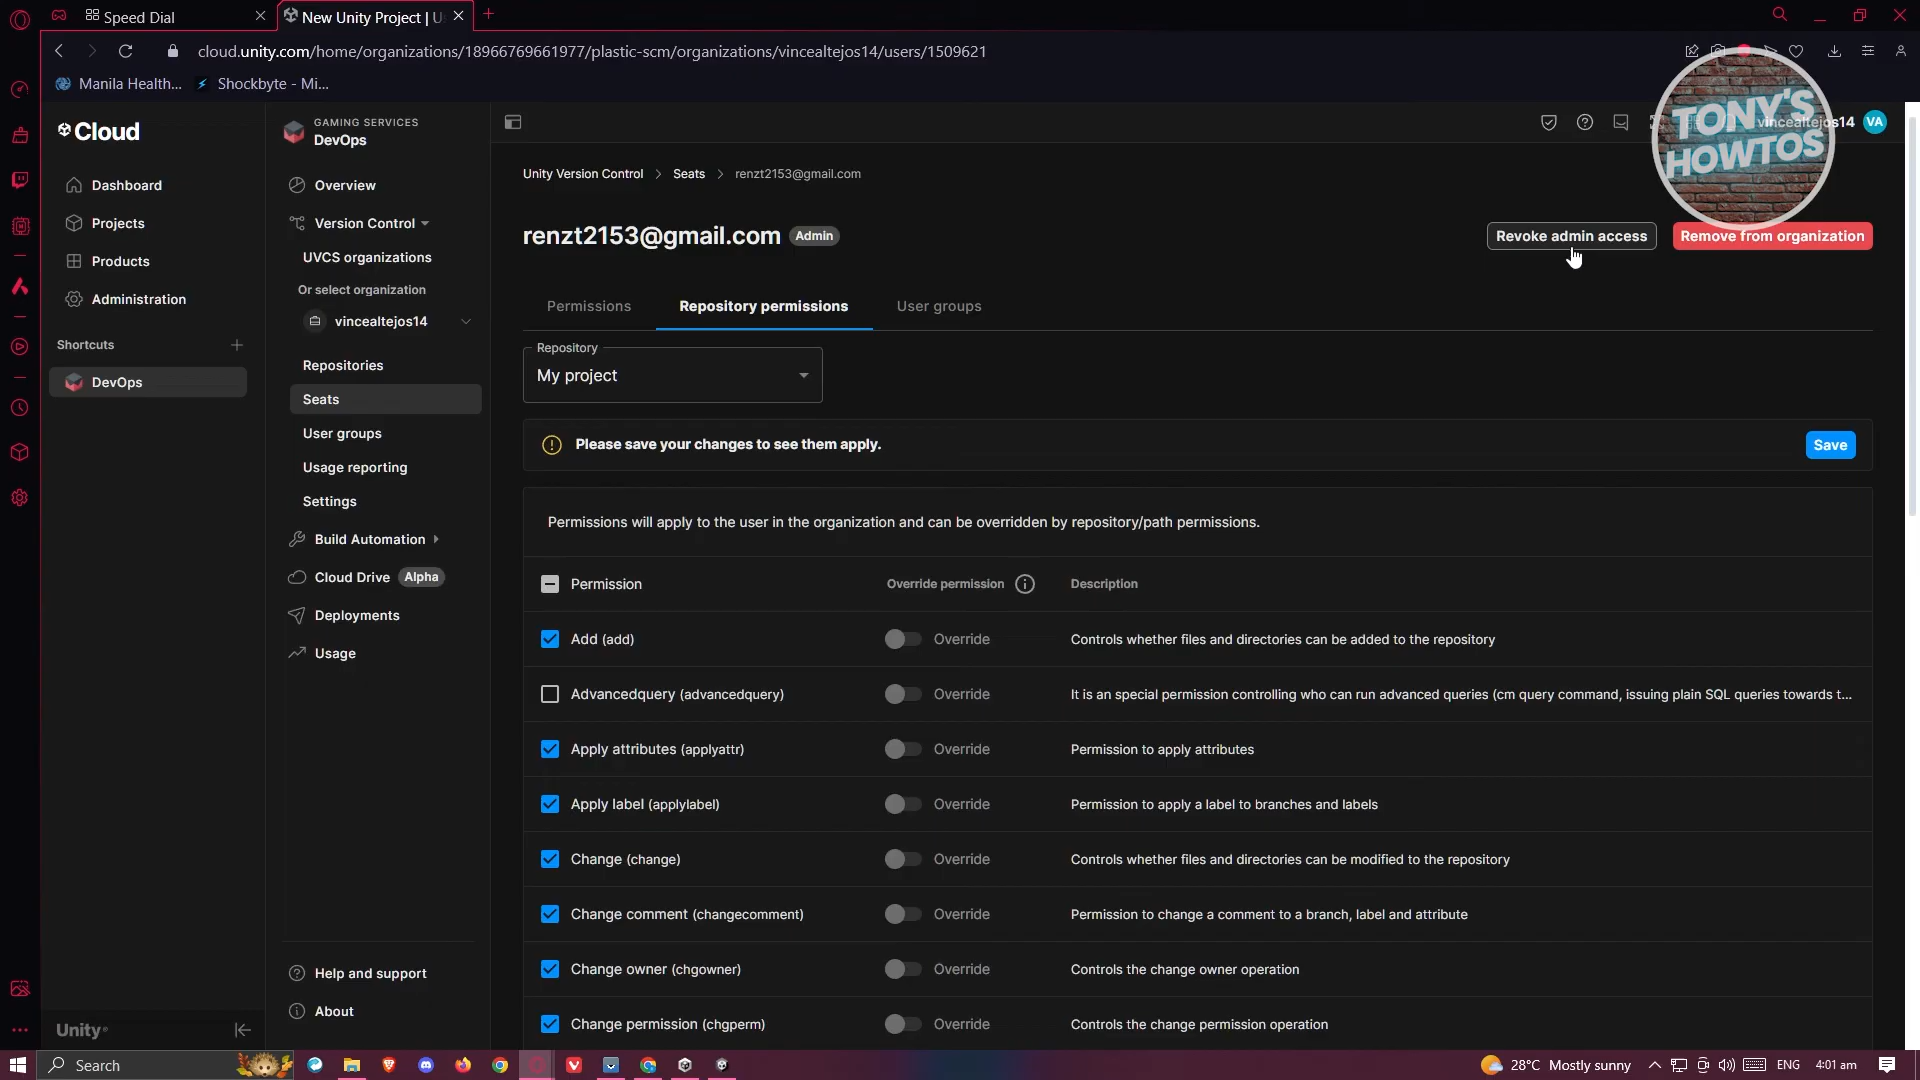 Speed Dial
New Unity Project | U
cloud.unity.com/home/organizations/18966769661977/plastic-scm/organizations/vincealtejos14/users/1509621
Manila Health...
Shockbyte - Mi...
Cloud
Dashboard
Projects
Products
Administration
Shortcuts
DevOps
Unity
GAMING SERVICES
DevOps
Overview
Version Control
UVCS organizations
Or select organization
vincealtejos14
Repositories
Seats
User groups
Usage reporting
Settings
Build Automation
Cloud Drive Alpha
Deployments
Usage
Help and support
About
vincealtejos14 VA
TONY'S
HOWTOS
Unity Version Control > Seats > renzt2153@gmail.com
renzt2153@gmail.com Admin
Revoke admin access Remove from organization
Permissions Repository permissions User groups
Repository
My project
Please save your changes to see them apply. Save
Permissions will apply to the user in the organization and can be overridden by repository/path permissions.
Permission Override permission Description
Add (add) Override Controls whether files and directories can be added to the repository
Advancedquery (advancedquery) Override It is an special permission controlling who can run advanced queries (cm query command, issuing plain SQL queries towards t...
Apply attributes (applyattr) Override Permission to apply attributes
Apply label (applylabel) Override Permission to apply a label to branches and labels
Change (change) Override Controls whether files and directories can be modified to the repository
Change comment (changecomment) Override Permission to change a comment to a branch, label and attribute
Change owner (chgowner) Override Controls the change owner operation
Change permission (chgperm) Override Controls the change permission operation
Search
28°C Mostly sunny
ENG
4:01 am